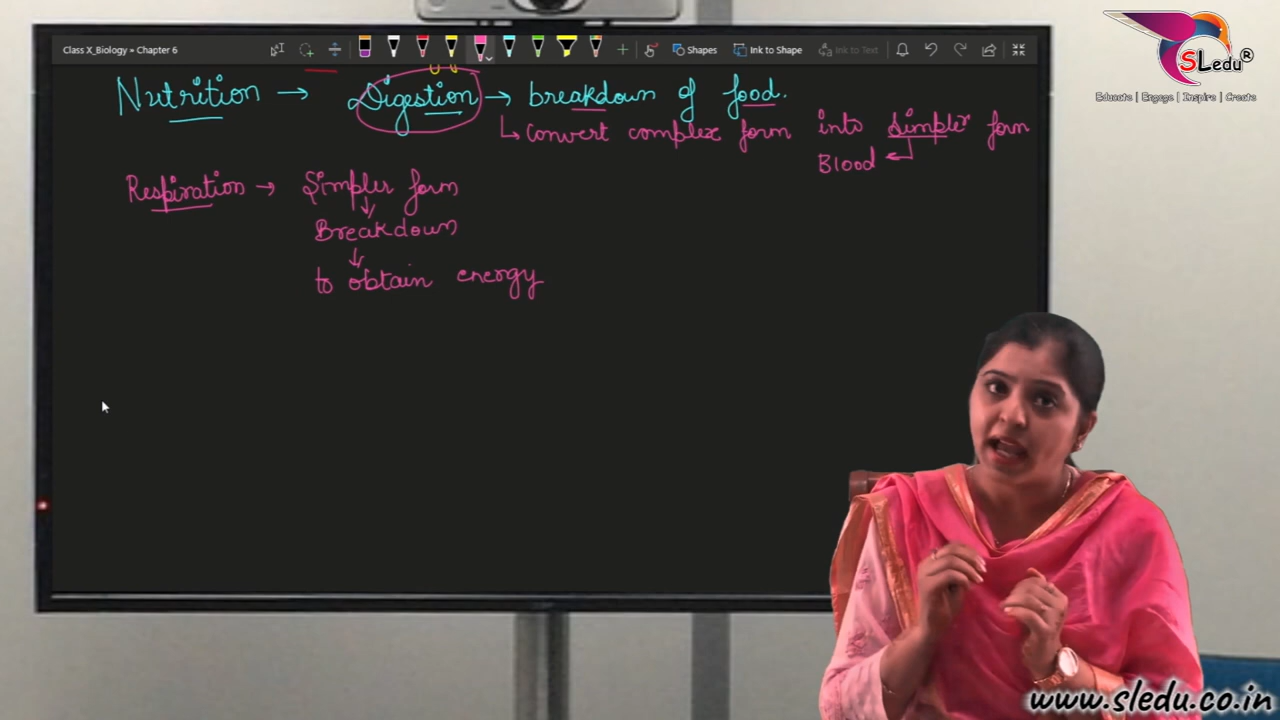 Class X_Biology » Chapter 6
Shapes
Ink to Shape
Ink to Text
SLedu®
Educate | Engage | Inspire | Create
Nutrition → Digestion → breakdown of food.
↳ Convert complex form into simpler form
Blood ↵
Respiration → Simpler form
↓
Breakdown
↓
to obtain energy
www.sledu.co.in